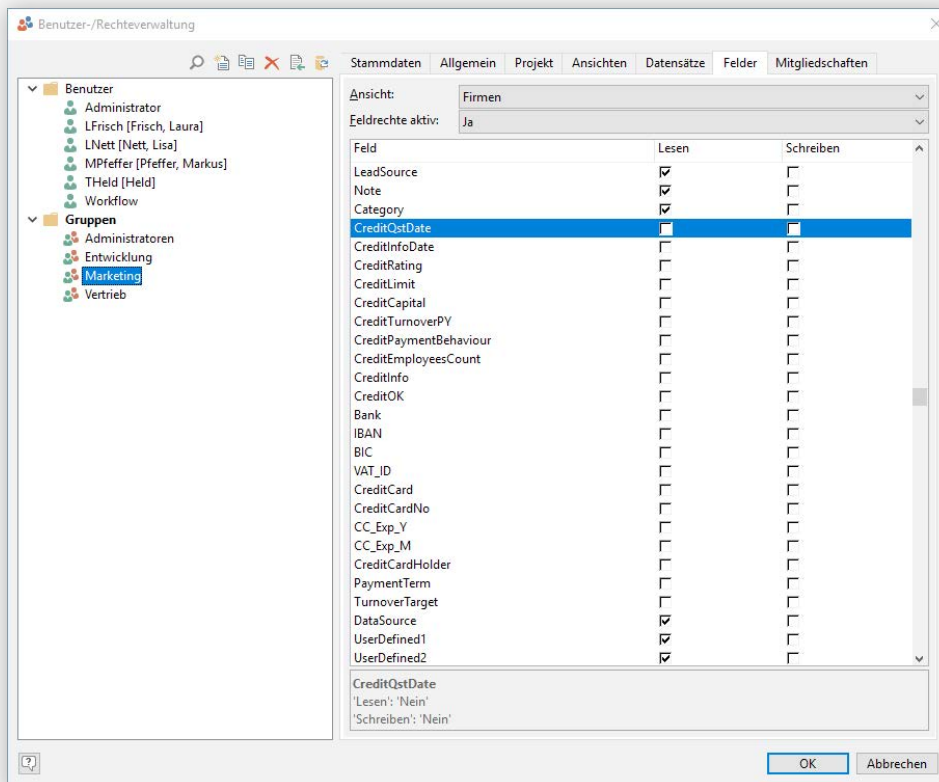 Benutzer-/Rechteverwaltung
Stammdaten Allgemein Projekt Ansichten Datensätze Felder Mitgliedschaften
Benutzer
Administrator
LFrisch [Frisch, Laura]
LNett [Nett, Lisa]
MPfeffer [Pfeffer, Markus]
THeld [Held]
Workflow
Gruppen
Administratoren
Entwicklung
Marketing
Vertrieb
Ansicht: Firmen
Feldrechte aktiv: Ja
Feld Lesen Schreiben
LeadSource
Note
Category
CreditQstDate
CreditInfoDate
CreditRating
CreditLimit
CreditCapital
CreditTurnoverPY
CreditPaymentBehaviour
CreditEmployeesCount
CreditInfo
CreditOK
Bank
IBAN
BIC
VAT_ID
CreditCard
CreditCardNo
CC_Exp_Y
CC_Exp_M
CreditCardHolder
PaymentTerm
TurnoverTarget
DataSource
UserDefined1
UserDefined2
CreditQstDate
'Lesen': 'Nein'
'Schreiben': 'Nein'
?
OK Abbrechen